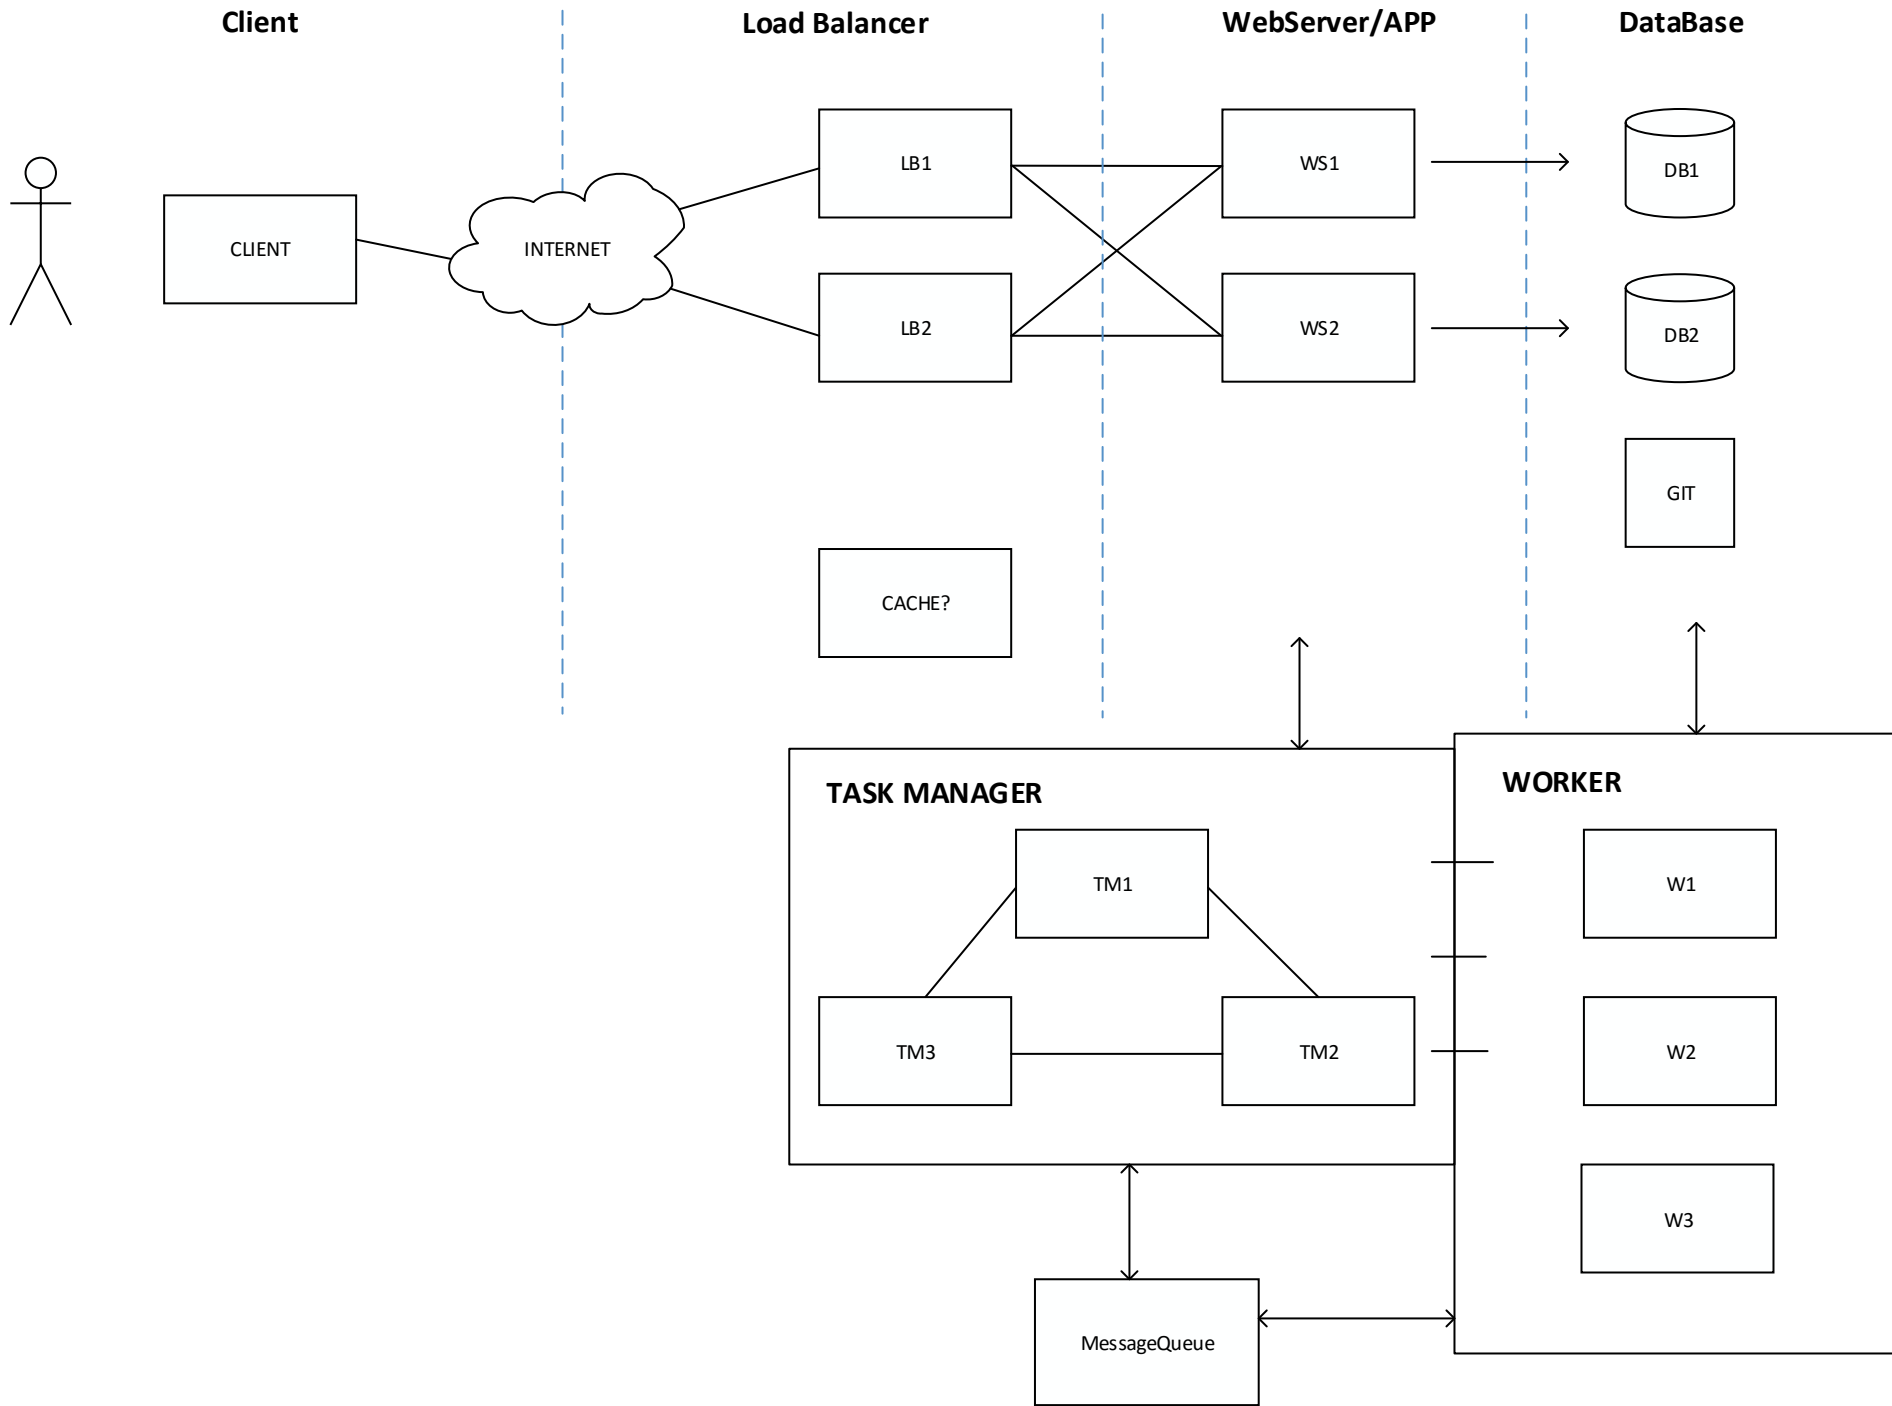 Client
Load Balancer
WebServer/APP
DataBase
LB1
WS1
DB1
CLIENT
INTERNET
LB2
WS2
DB2
GIT
CACHE?
TASK MANAGER
WORKER
TM1
W1
TM3
TM2
W2
W3
MessageQueue